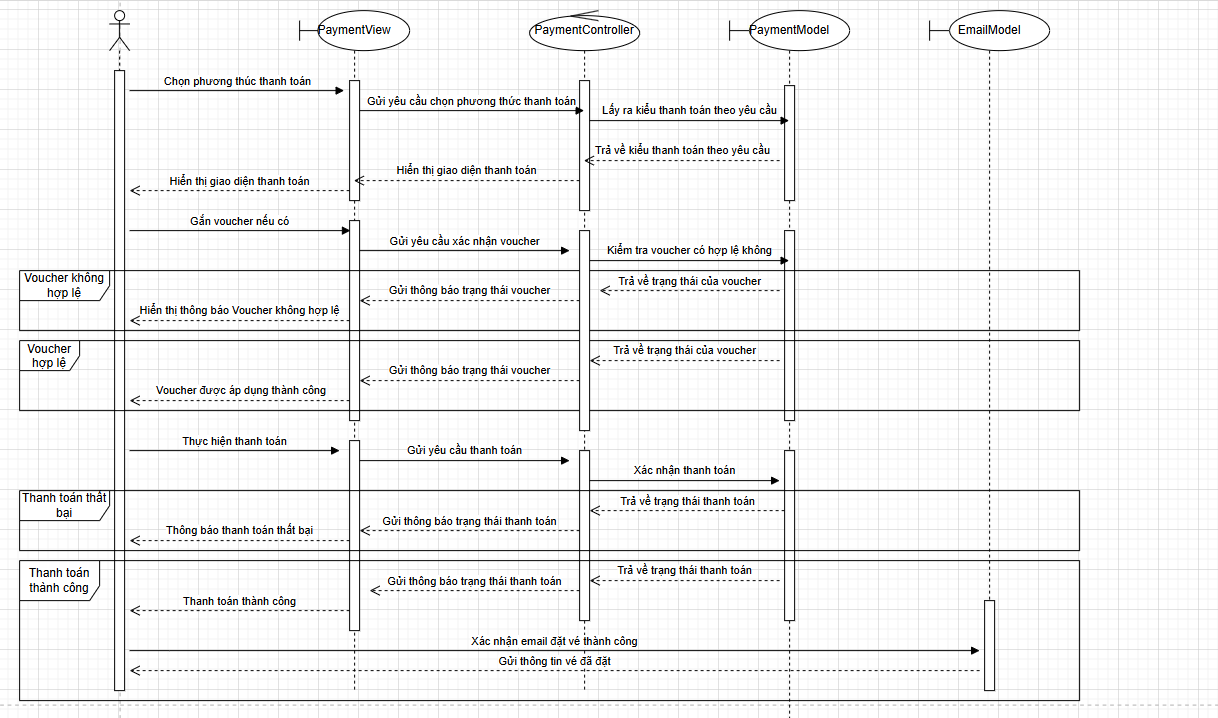 PaymentView
PaymentController
PaymentModel
EmailModel
Chọn phương thúc thanh toán
Gửi yêu cầu chọn phương thức thanh toán
Lấy ra kiểu thanh toán theo yêu cầu
Trả về kiểu thanh toán theo yêu cầu
Hiển thị giao diện thanh toán
Hiển thị giao diện thanh toán
Gắn voucher nếu có
Gửi yêu cầu xác nhận voucher
Kiểm tra voucher có hợp lệ không
Voucher không
hợp lệ
Trả về trạng thái của voucher
Gửi thông báo trạng thái voucher
Hiển thị thông báo Voucher không hợp lệ
Voucher
hợp lệ
Trả về trạng thái của voucher
Gửi thông báo trạng thái voucher
Voucher được áp dụng thành công
Thực hiện thanh toán
Gửi yêu cầu thanh toán
Xác nhận thanh toán
Thanh toán thất
bại
Trả về trạng thái thanh toán
Gửi thông báo trạng thái thanh toán
Thông báo thanh toán thất bại
Thanh toán
thành công
Trả về trạng thái thanh toán
Gửi thông báo trạng thái thanh toán
Thanh toán thành công
Xác nhận email đặt vé thành công
Gửi thông tin vé đã đặt